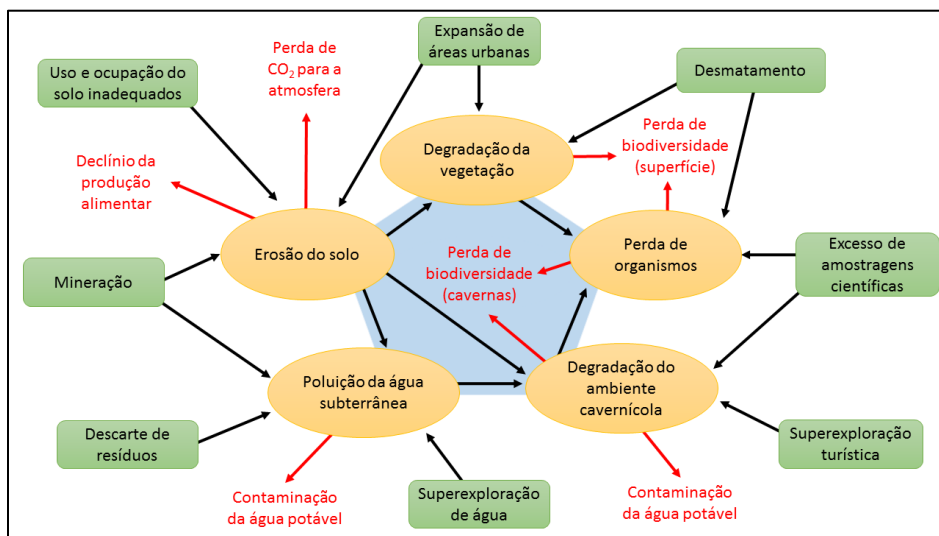 Expansão de
áreas urbanas
Perda de
CO₂ para a
atmosfera
Uso e ocupação do
solo inadequados
Desmatamento
Perda de
biodiversidade
(superfície)
Degradação da
vegetação
Declínio da
produção
alimentar
Erosão do solo
Perda de
biodiversidade
(cavernas)
Perda de
organismos
Excesso de
amostragens
científicas
Mineração
Poluição da água
subterrânea
Degradação do
ambiente
cavernícola
Descarte de
resíduos
Superexploração
turística
Contaminação
da água potável
Superexploração
de água
Contaminação
da água potável